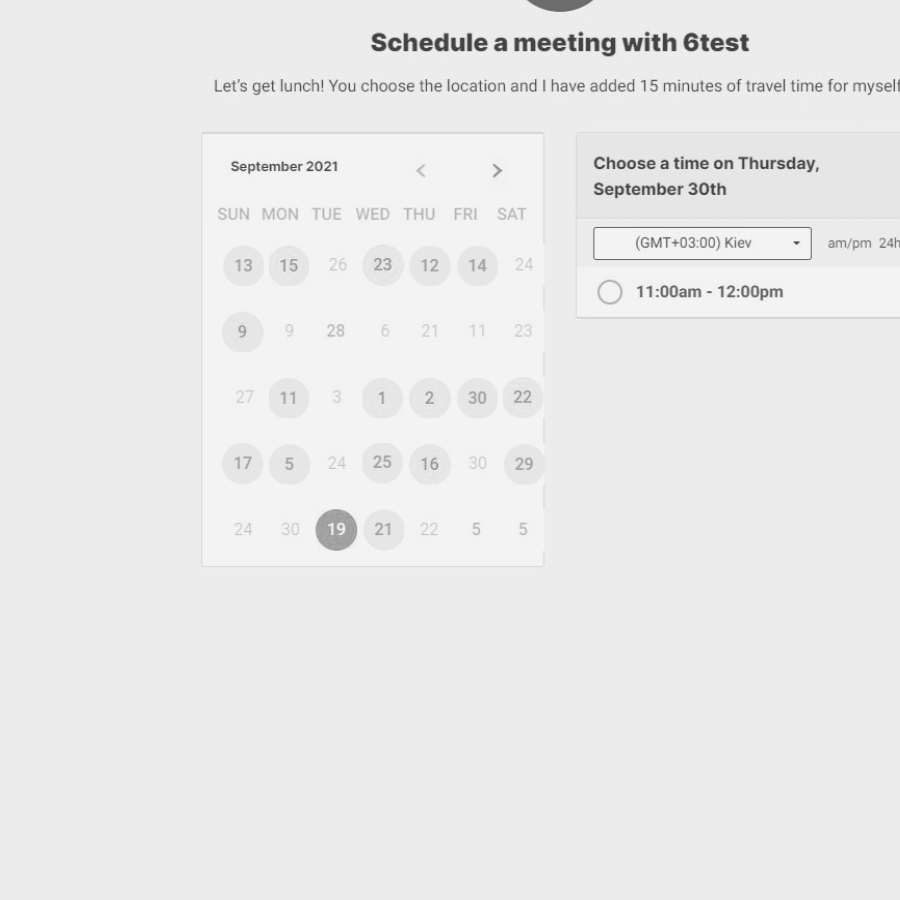 Schedule a meeting with 6test
Let's get lunch! You choose the location and I have added 15 minutes of travel time for myself
September 2021
SUN MON TUE WED THU FRI SAT
13 15 26 23 12 14 24
9 9 28 6 21 11 23
27 11 3 1 2 30 22
17 5 24 25 16 30 29
24 30 19 21 22 5 5
Choose a time on Thursday,
September 30th
(GMT+03:00) Kiev am/pm 24h
11:00am - 12:00pm